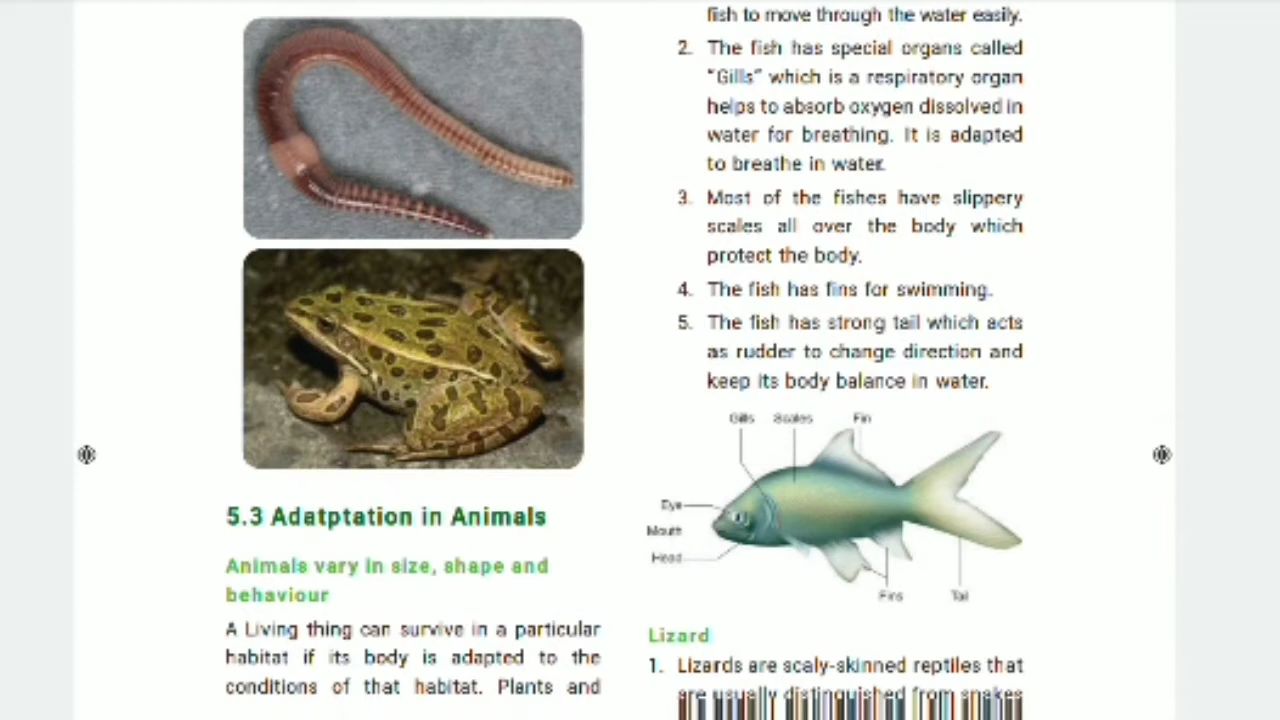 5.3 Adatptation in Animals
Animals vary in size, shape and
behaviour
A Living thing can survive in a particular
habitat if its body is adapted to the
conditions of that habitat. Plants and
fish to move through the water easily.
2. The fish has special organs called
“Gills” which is a respiratory organ
helps to absorb oxygen dissolved in
water for breathing. It is adapted
to breathe in water.
3. Most of the fishes have slippery
scales all over the body which
protect the body.
4. The fish has fins for swimming.
5. The fish has strong tail which acts
as rudder to change direction and
keep its body balance in water.
Gills Scales Fin
Eye
Mouth
Head
Fins Tail
Lizard
1. Lizards are scaly-skinned reptiles that
are usually distinguished from snakes